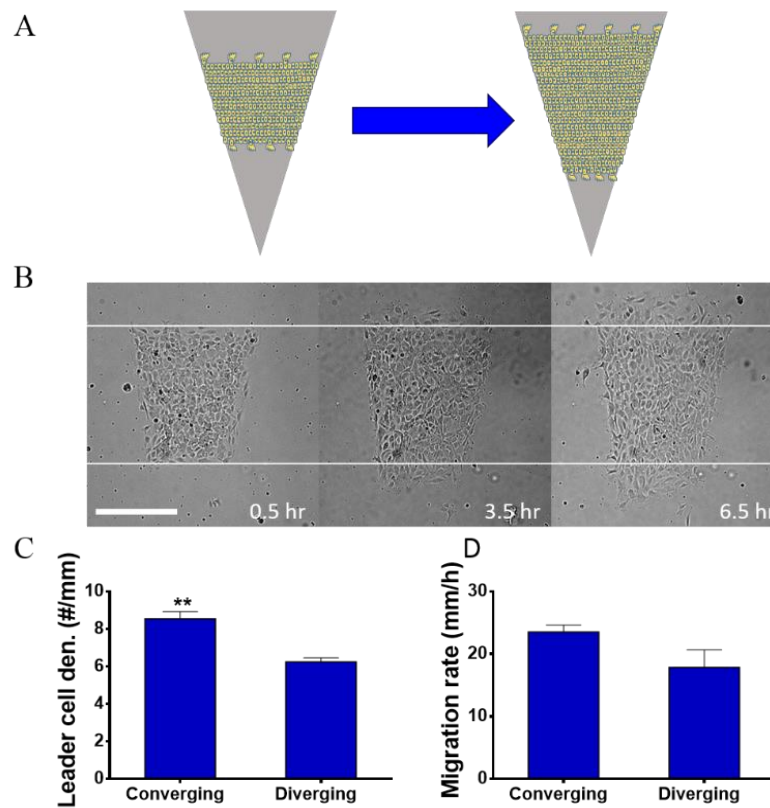 A
B
0.5 hr
3.5 hr
6.5 hr
C
Leader cell den. (#/mm)
10
8
6
4
2
0
**
Converging
Diverging
D
Migration rate (mm/h)
30
20
10
0
Converging
Diverging